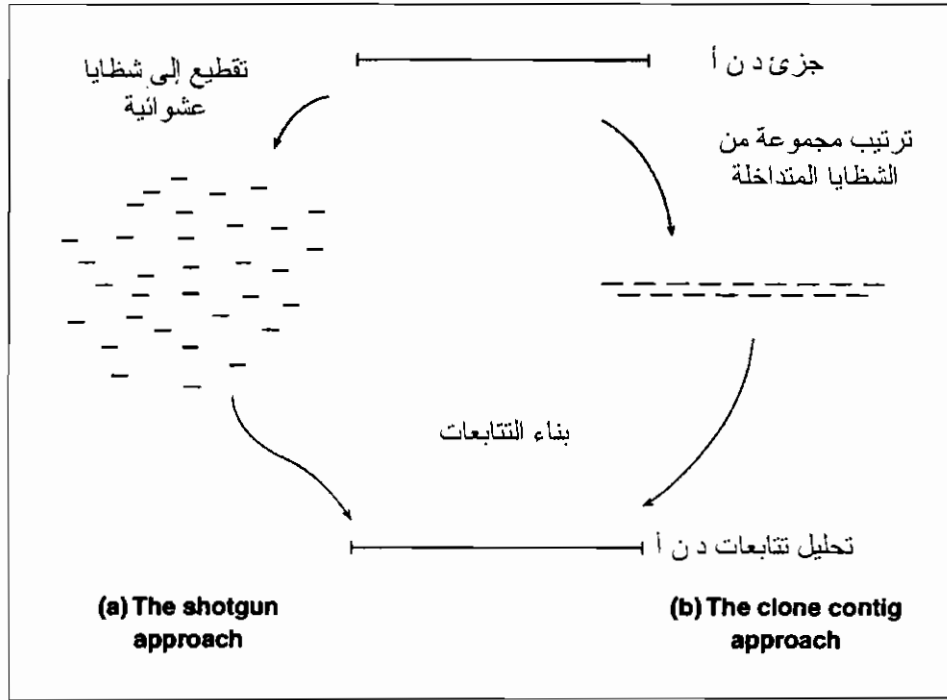 جزئ د ن أ
تقطيع إلى شظايا
عشوائية
ترتيب مجموعة من
الشظايا المتداخلة
بناء التتابعات
تحليل تتابعات د ن أ
(a) The shotgun
approach
(b) The clone contig
approach